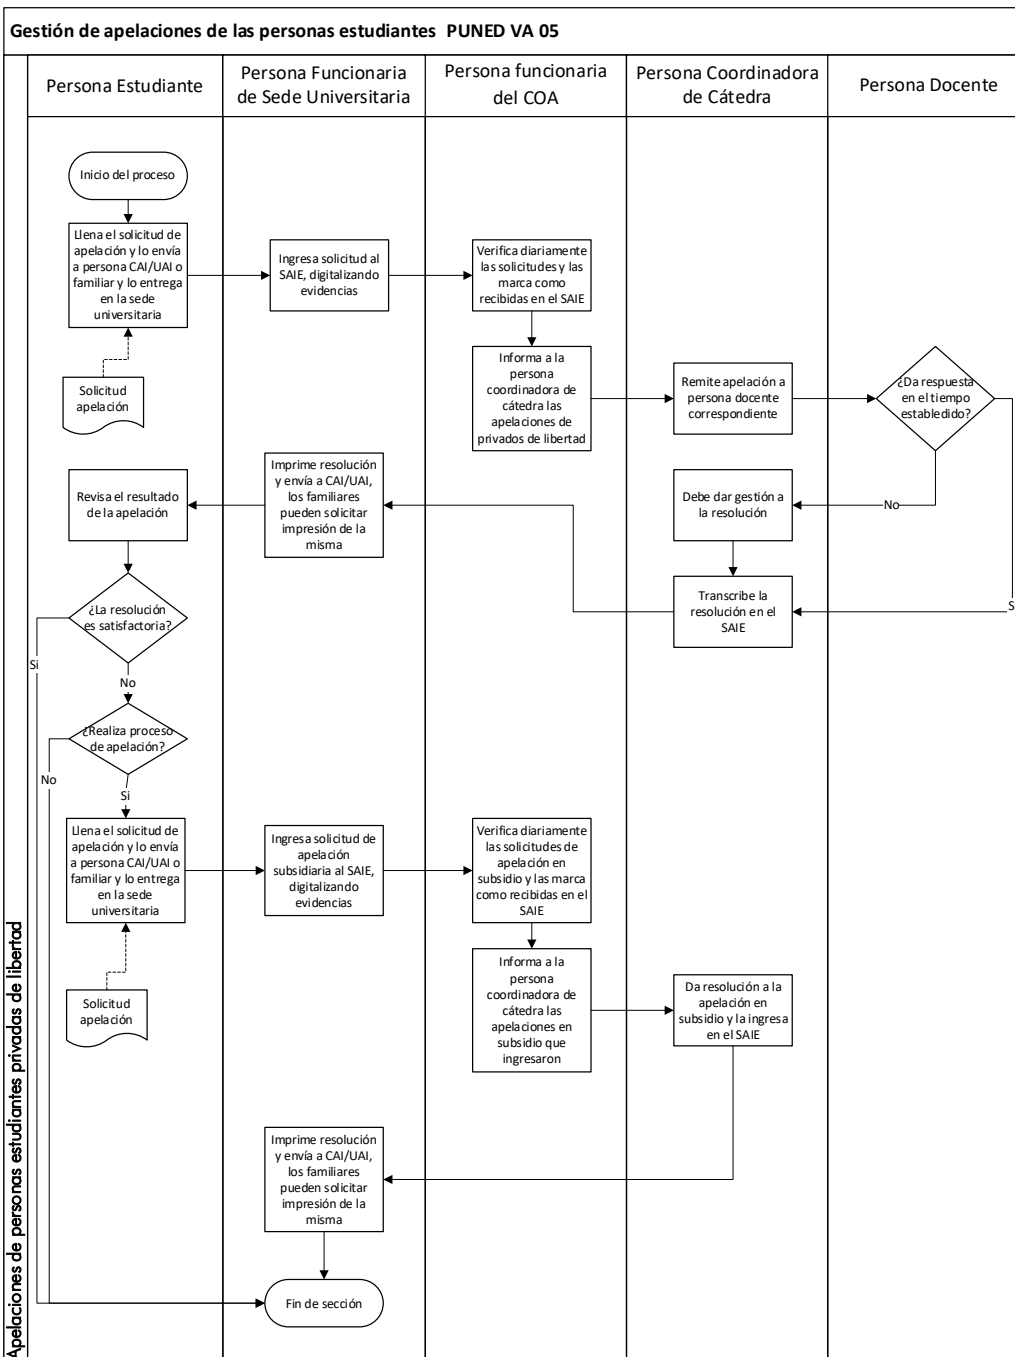 Gestión de apelaciones de las personas estudiantes PUNED VA 05
Persona Estudiante
Persona Funcionaria
de Sede Universitaria
Persona funcionaria
del COA
Persona Coordinadora
de Cátedra
Persona Docente
Apelaciones de personas estudiantes privadas de libertad
Inicio del proceso
Llena el solicitud de
apelación y lo envía
a persona CAI/UAI o
familiar y lo entrega
en la sede
universitaria
Solicitud
apelación
Ingresa solicitud al
SAIE, digitalizando
evidencias
Verifica diariamente
las solicitudes y las
marca como
recibidas en el SAIE
Informa a la
persona
coordinadora de
cátedra las
apelaciones de
privados de libertad
Remite apelación a
persona docente
correspondiente
¿Da respuesta
en el tiempo
establedido?
No
S
Debe dar gestión a
la resolución
Transcribe la
resolución en el
SAIE
Imprime resolución
y envía a CAI/UAI,
los familiares
pueden solicitar
impresión de la
misma
Revisa el resultado
de la apelación
¿La resolución
es satisfactoria?
Si
No
¿Realiza proceso
de apelación?
No
Si
Llena el solicitud de
apelación y lo envía
a persona CAI/UAI o
familiar y lo entrega
en la sede
universitaria
Solicitud
apelación
Ingresa solicitud de
apelación
subsidiaria al SAIE,
digitalizando
evidencias
Verifica diariamente
las solicitudes de
apelación en
subsidio y las marca
como recibidas en el
SAIE
Informa a la
persona
coordinadora de
cátedra las
apelaciones en
subsidio que
ingresaron
Da resolución a la
apelación en
subsidio y la ingresa
en el SAIE
Imprime resolución
y envía a CAI/UAI,
los familiares
pueden solicitar
impresión de la
misma
Fin de sección